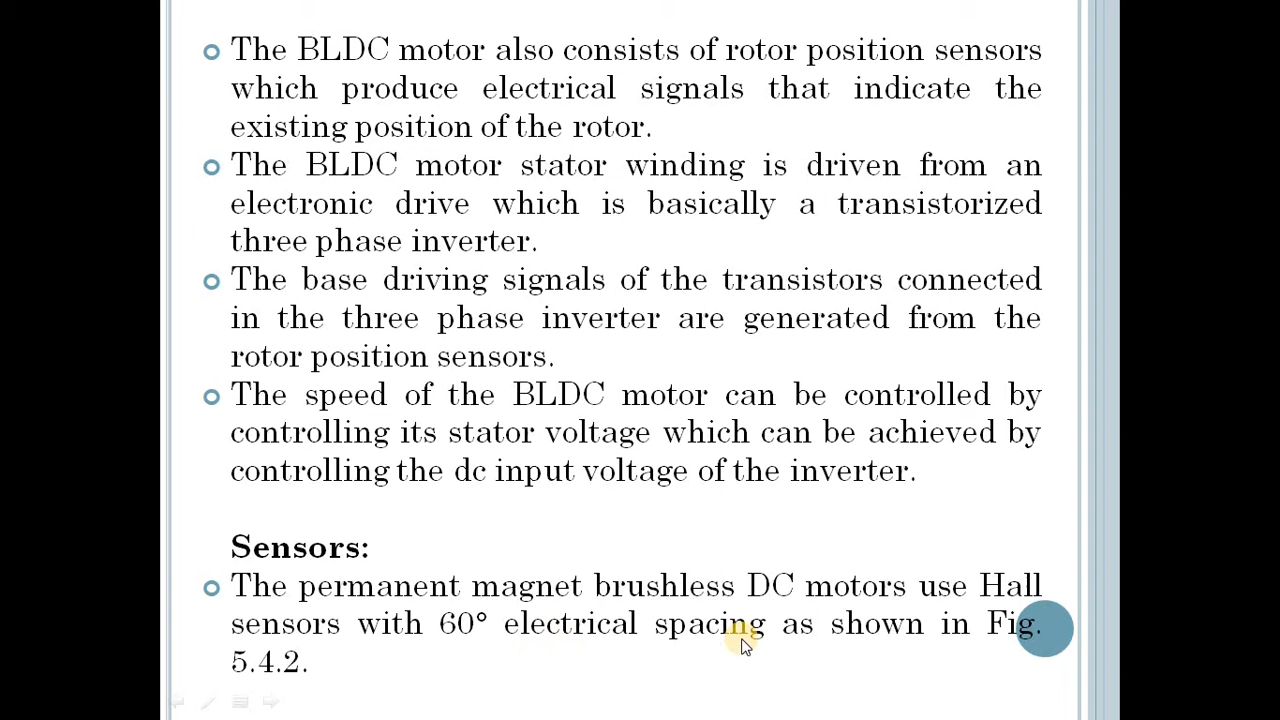 The BLDC motor also consists of rotor position sensors
which produce electrical signals that indicate the
existing position of the rotor.
The BLDC motor stator winding is driven from an
electronic drive which is basically a transistorized
three phase inverter.
The base driving signals of the transistors connected
in the three phase inverter are generated from the
rotor position sensors.
The speed of the BLDC motor can be controlled by
controlling its stator voltage which can be achieved by
controlling the dc input voltage of the inverter.
Sensors:
The permanent magnet brushless DC motors use Hall
sensors with 60° electrical spacing as shown in Fig.
5.4.2.